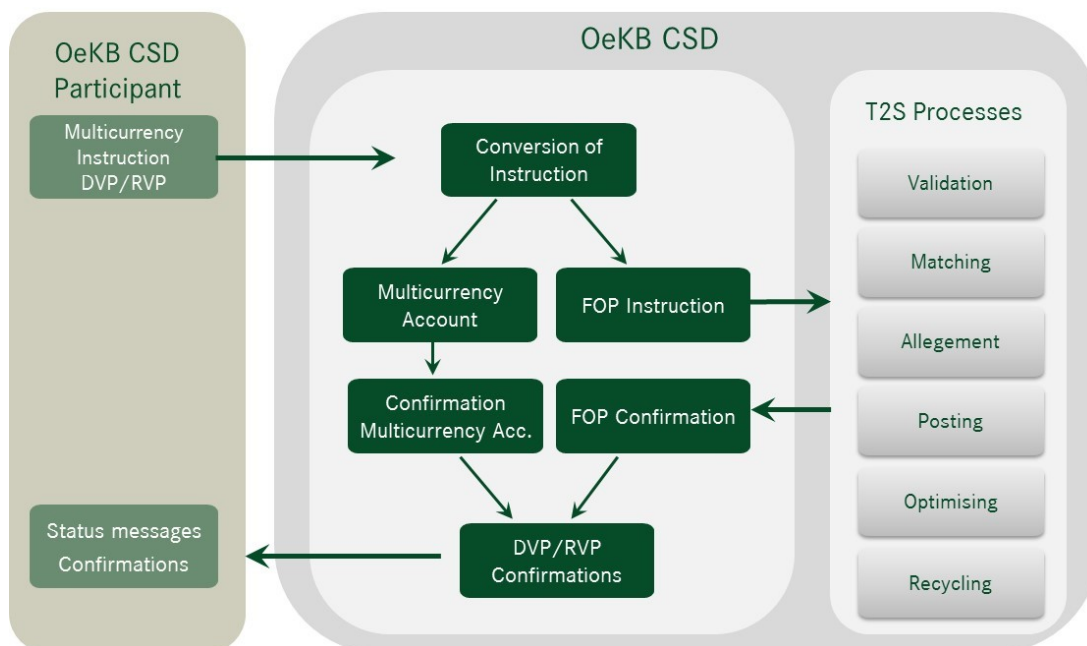 OeKB CSD
Participant
Multicurrency
Instruction
DVP/RVP
Status messages
Confirmations
OeKB CSD
Conversion of
Instruction
Multicurrency
Account
FOP Instruction
Confirmation
Multicurrency Acc.
FOP Confirmation
DVP/RVP
Confirmations
T2S Processes
Validation
Matching
Allegement
Posting
Optimising
Recycling